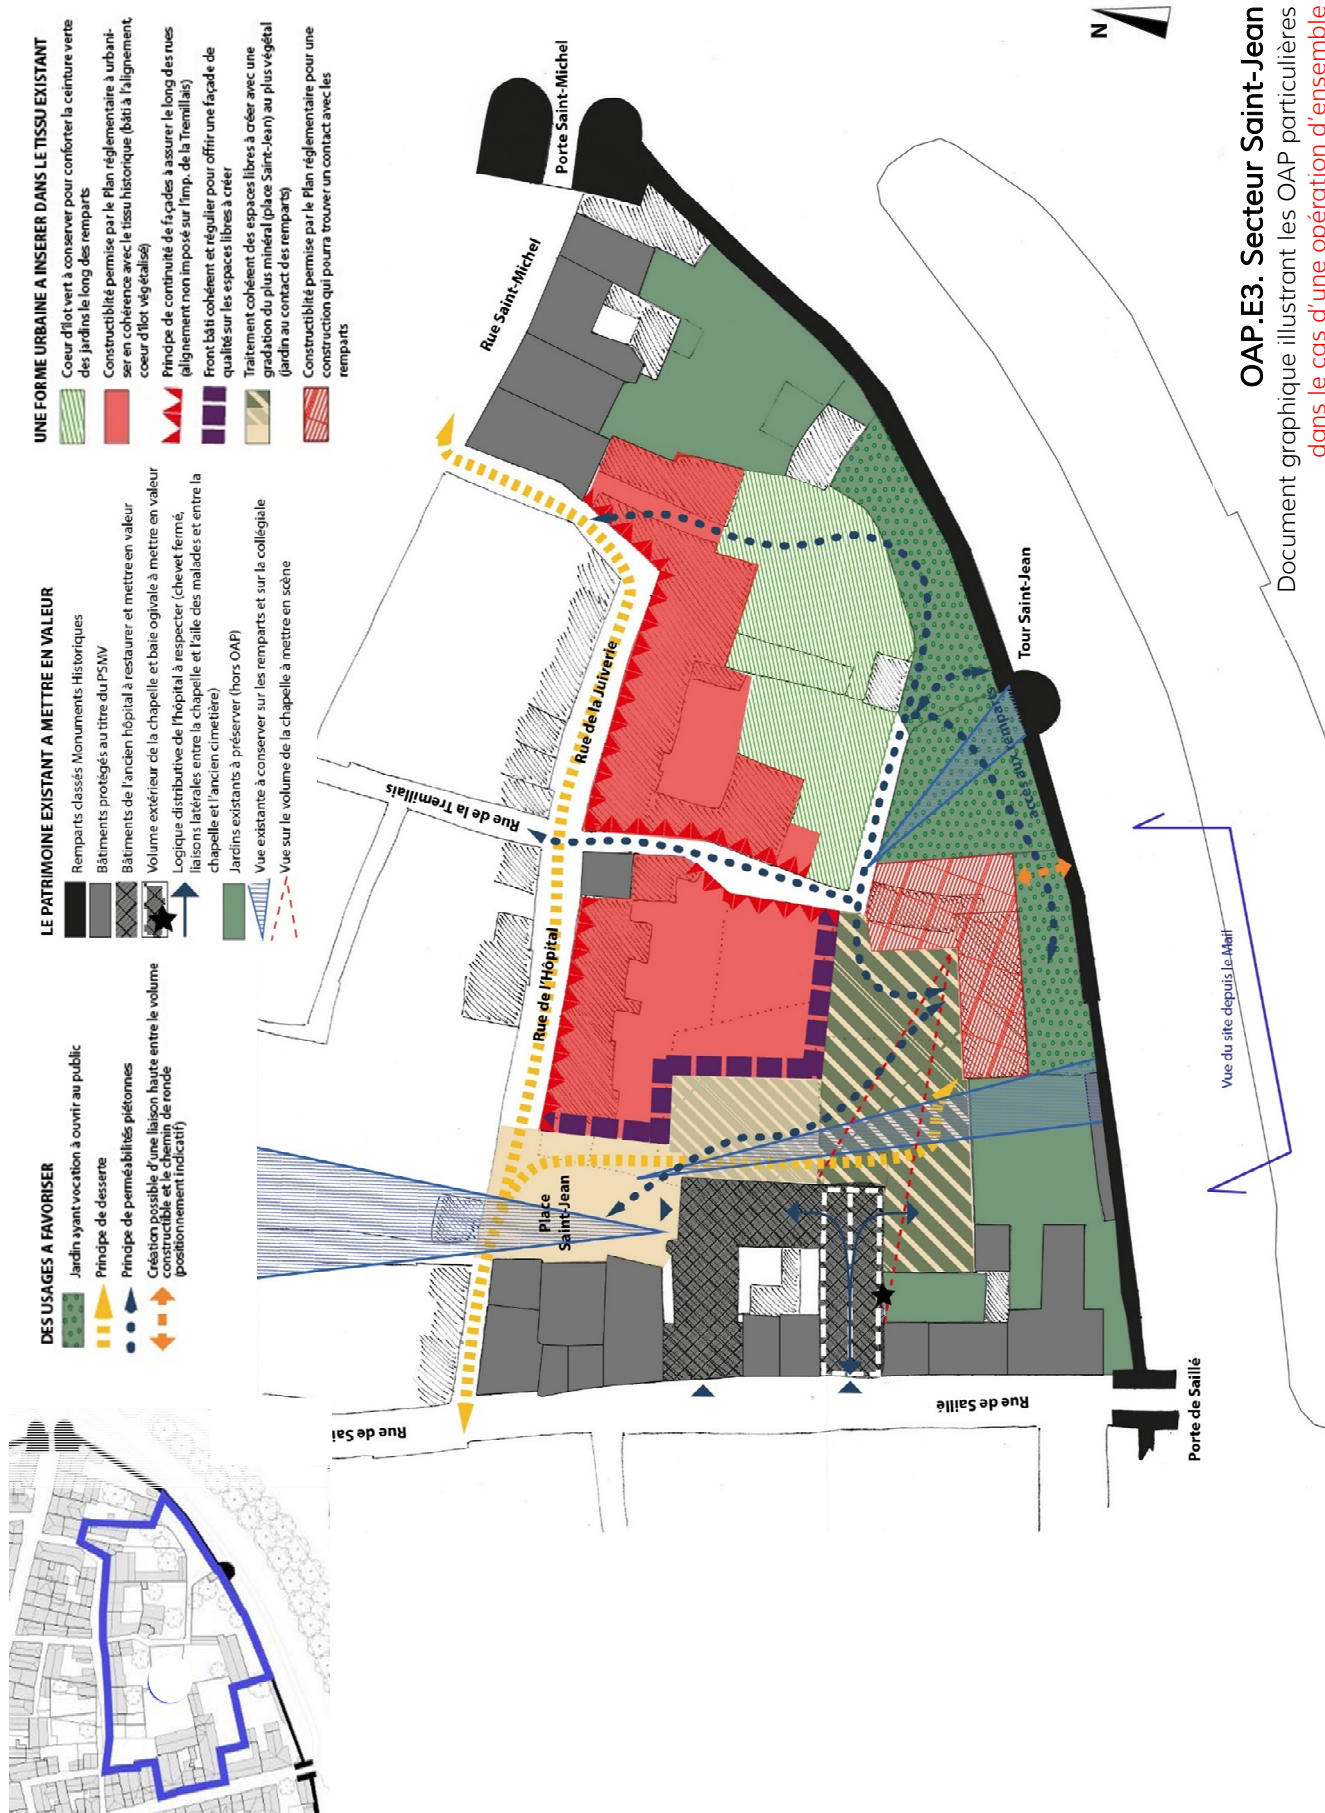 OAP.E3. Secteur Saint-Jean
Document graphique illustrant les OAP particulières
dans le cas d'une opération d'ensemble
DES USAGES A FAVORISER
Jardin ayant vocation à ouvrir au public
Principe de desserte
Principe de perméabilités piétonnes
Création possible d'une liaison haute entre le volume
constructible et le chemin de ronde
(positionnement indicatif)
LE PATRIMOINE EXISTANT A METTRE EN VALEUR
Remparts classés Monuments Historiques
Bâtiments protégés au titre du PSMV
Bâtiments de l'ancien hôpital à restaurer et mettre en valeur
Volume extérieur de la chapelle et baie ogivale à mettre en valeur
Logique distributive de l'hôpital à respecter (chevet fermé,
liaisons latérales entre la chapelle et l'aile des malades et entre la
chapelle et l'ancien cimetière)
Jardins existants à préserver (hors OAP)
Vue existante à conserver sur les remparts et sur la collégiale
Vue sur le volume de la chapelle à mettre en scène
UNE FORME URBAINE A INSERER DANS LE TISSU EXISTANT
Coeur d'îlot vert à conserver pour conforter la ceinture verte
des jardins le long des remparts
Constructiblité permise par le Plan réglementaire à urbani-
ser en cohérence avec le tissu historique (bâti à l'alignement,
coeur d'îlot végétalisé)
Principe de continuité de façades à assurer le long des rues
(alignement non imposé sur l'imp. de la Tremillais)
Front bâti cohérent et régulier pour offrir une façade de
qualité sur les espaces libres à créer
Traitement cohérent des espaces libres à créer avec une
gradation du plus minéral (place Saint-Jean) au plus végétal
(jardin au contact des remparts)
Constructiblité permise par le Plan réglementaire pour une
construction qui pourra trouver un contact avec les
remparts
N
Porte Saint-Michel
Rue Saint-Michel
Rue de la Juiverie
Rue de la Tremillais
Rue de l'Hôpital
Place
Saint-Jean
Rue de Sai
Rue de Saillé
Porte de Saillé
Tour Saint-Jean
accès aux rempar
Vue du site depuis le Mail